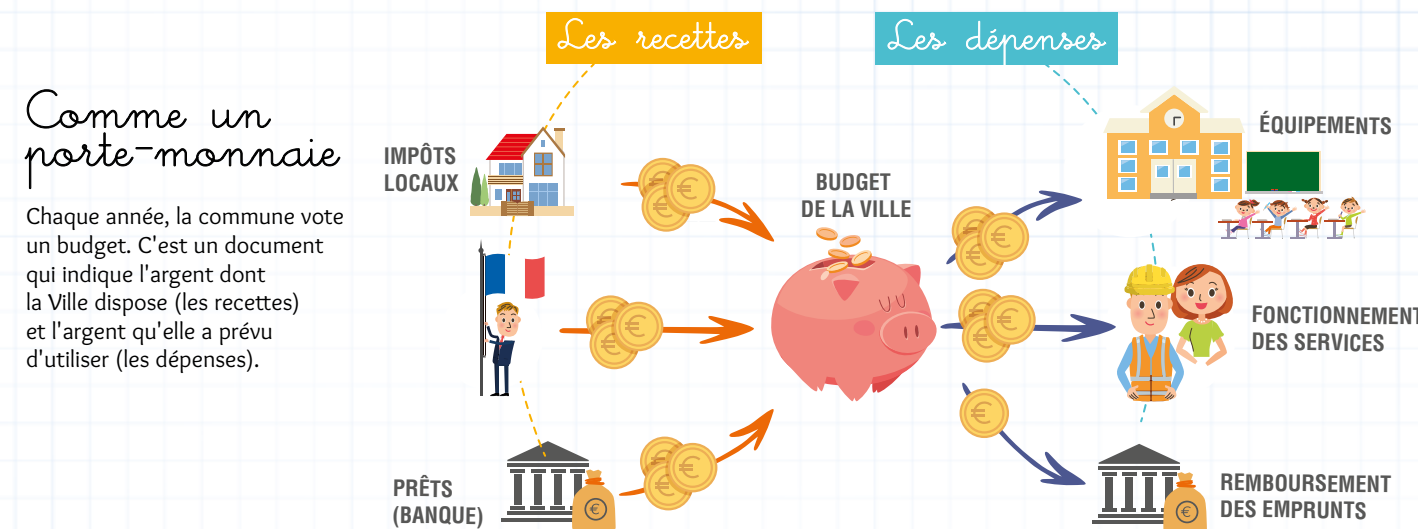 Les recettes
Les dépenses
Comme un
porte-monnaie
Chaque année, la commune vote
un budget. C'est un document
qui indique l'argent dont
la Ville dispose (les recettes)
et l'argent qu'elle a prévu
d'utiliser (les dépenses).
IMPÔTS
LOCAUX
PRÊTS
(BANQUE)
BUDGET
DE LA VILLE
ÉQUIPEMENTS
FONCTIONNEMENT
DES SERVICES
REMBOURSEMENT
DES EMPRUNTS